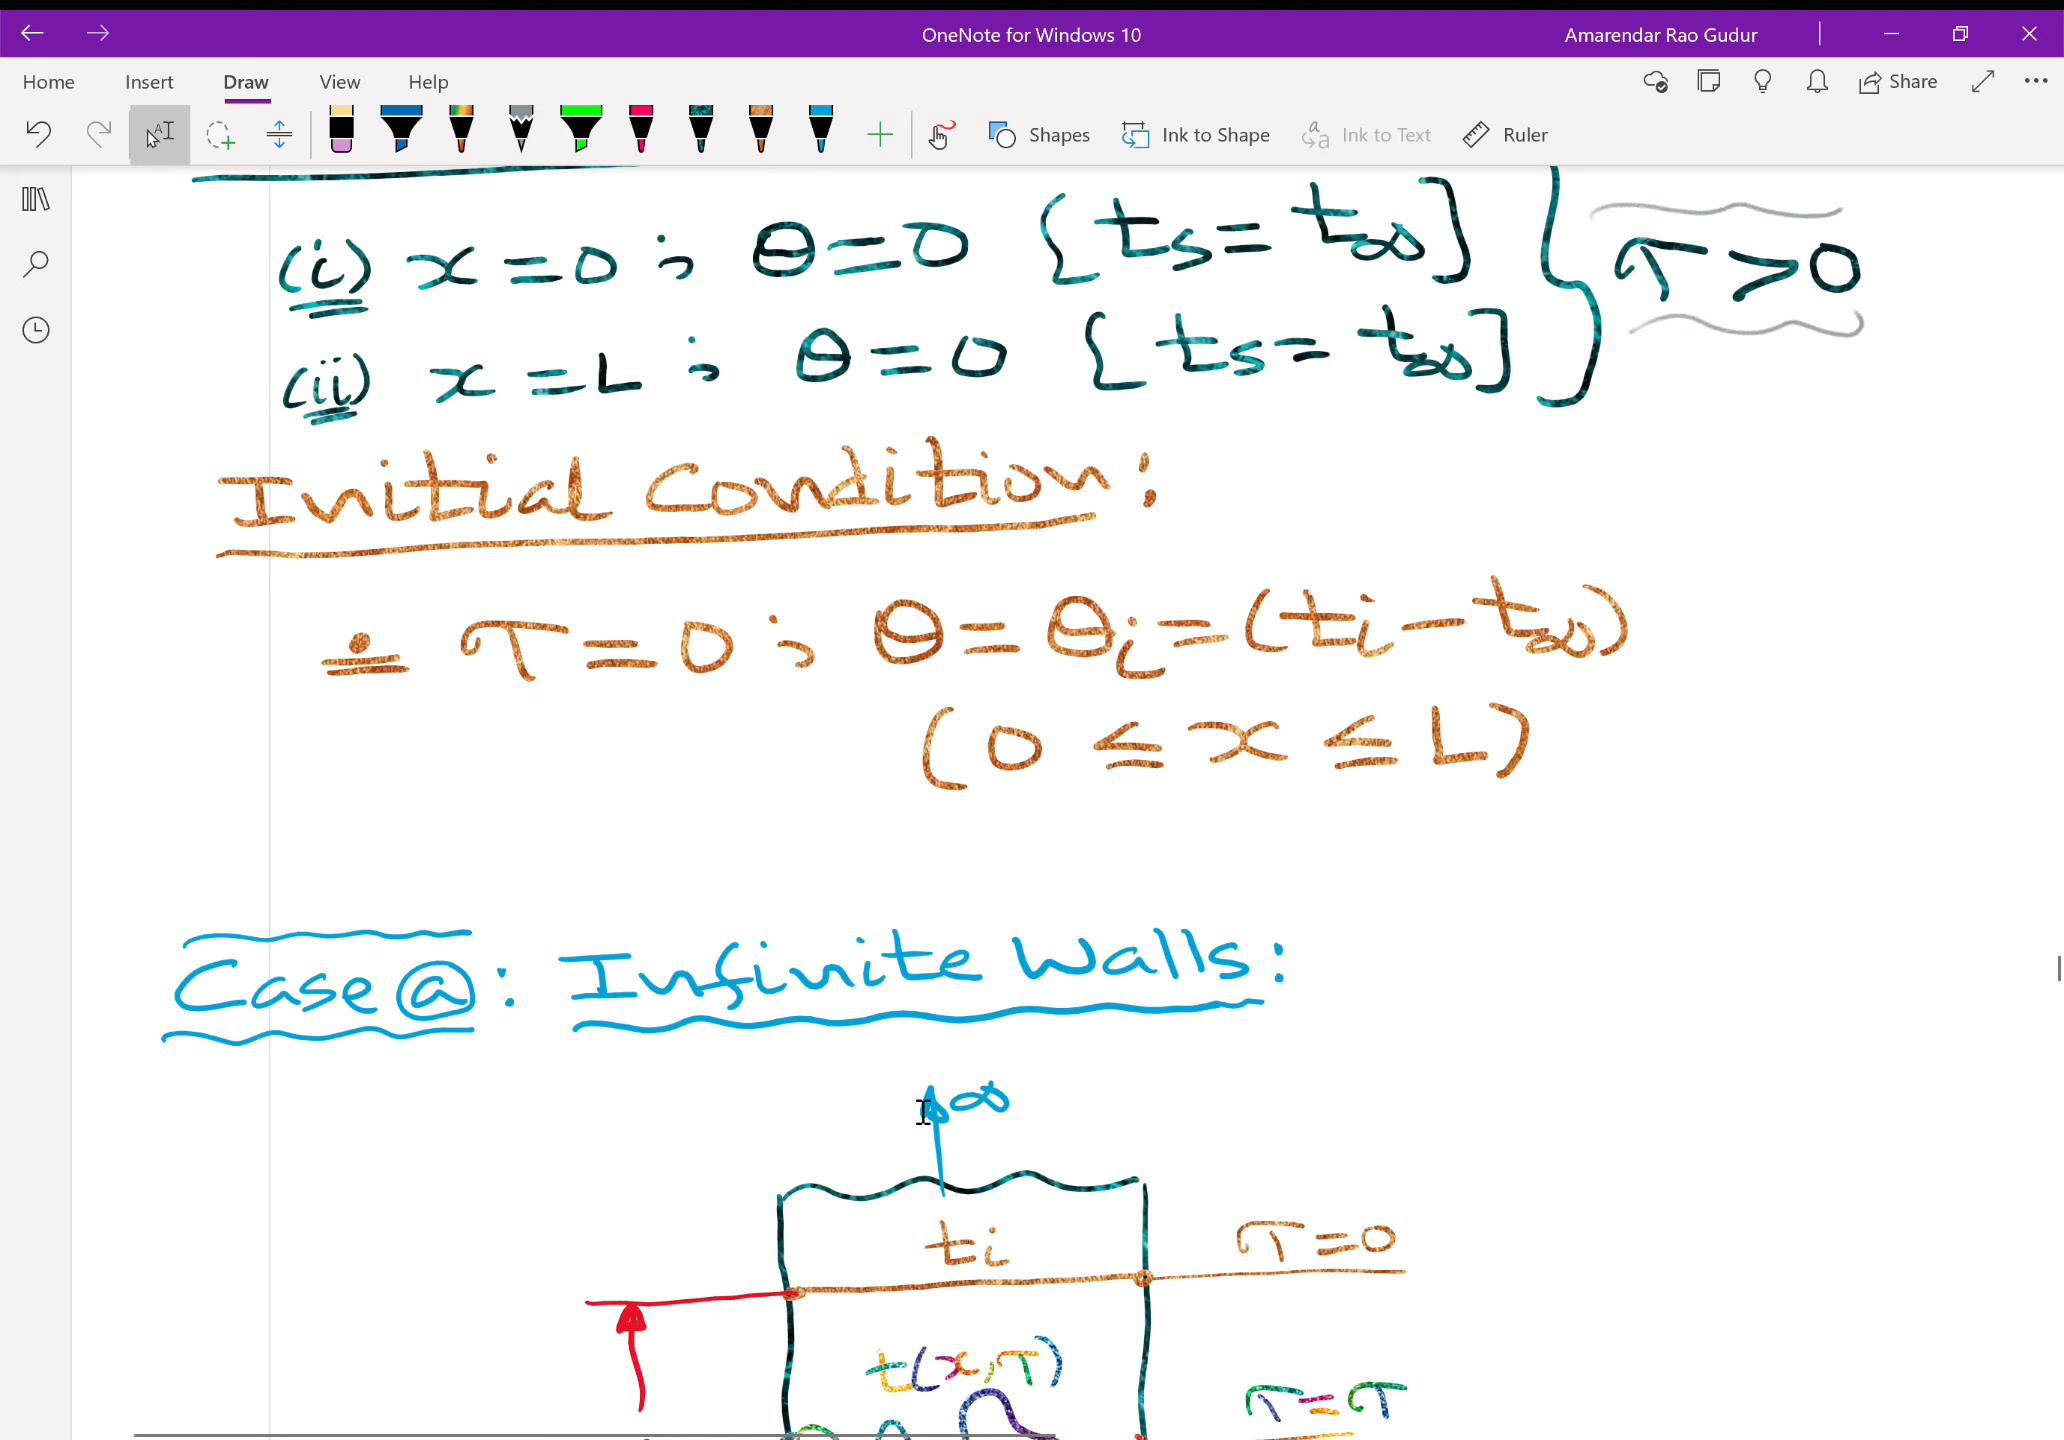 OneNote for Windows 10
Amarendar Rao Gudur
Home Insert Draw View Help
Share
Shapes Ink to Shape Ink to Text Ruler
(i) x = 0 ; θ = 0 [ts = t∞]
τ > 0
(ii) x = L ; θ = 0 [ts = t∞]
Initial Condition:
τ = 0 ; θ = θi = (ti − t∞)
(0 ≤ x ≤ L)
Case ⓐ : Infinite Walls:
∞
ti
τ = 0
t(x,τ)
τ = τ